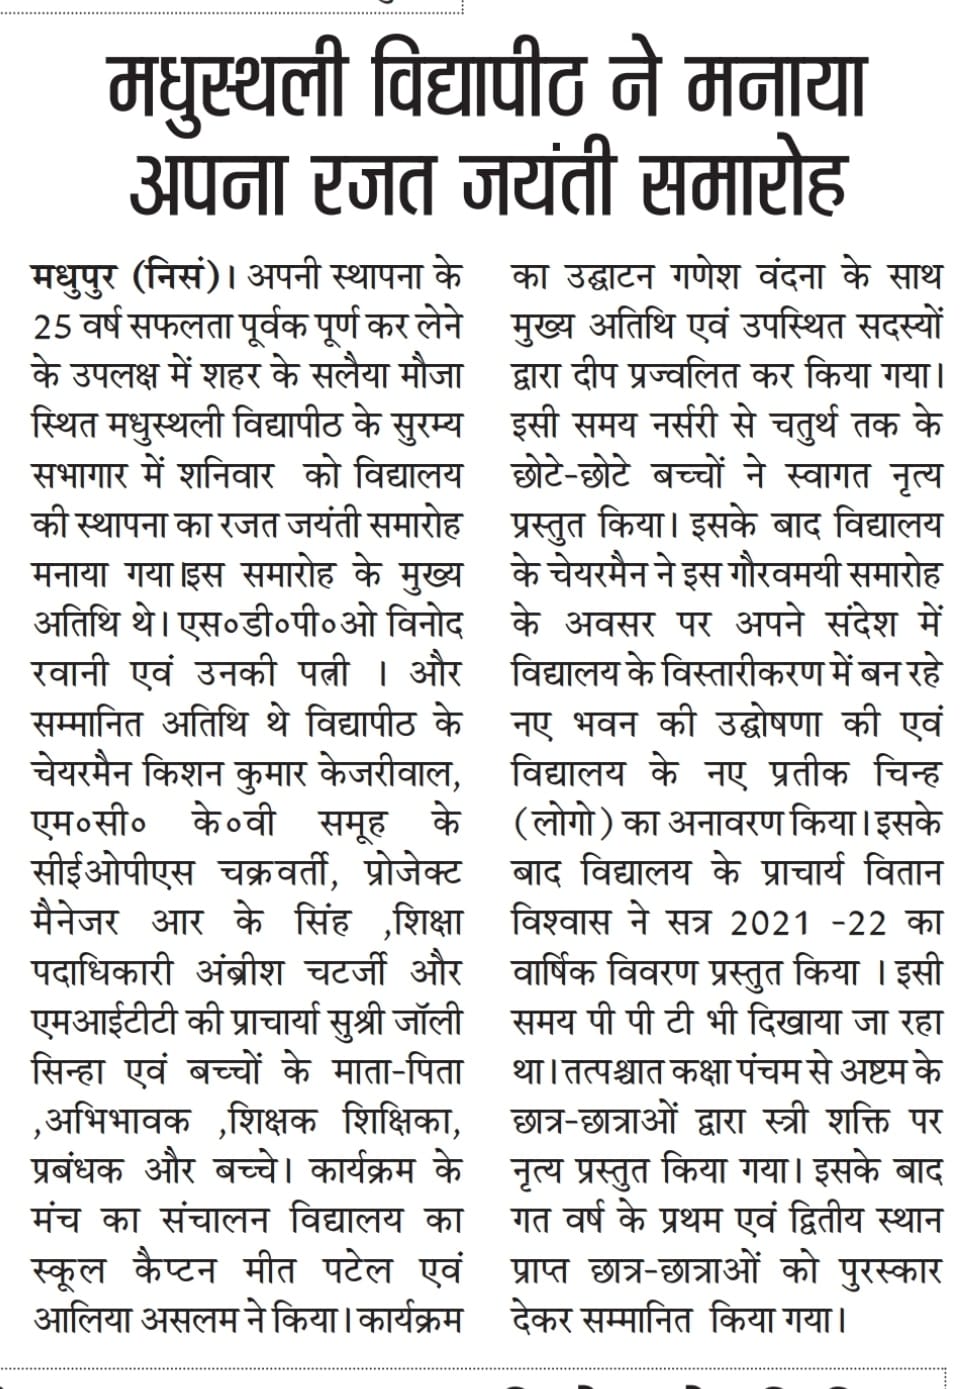 मधुस्थली विद्यापीठ ने मनाया
अपना रजत जयंती समारोह
मधुपुर (निसं)। अपनी स्थापना के
25 वर्ष सफलता पूर्वक पूर्ण कर लेने
के उपलक्ष में शहर के सलैया मौजा
स्थित मधुस्थली विद्यापीठ के सुरम्य
सभागार में शनिवार को विद्यालय
की स्थापना का रजत जयंती समारोह
मनाया गया।इस समारोह के मुख्य
अतिथि थे। एस०डी०पी०ओ विनोद
रवानी एवं उनकी पत्नी । और
सम्मानित अतिथि थे विद्यापीठ के
चेयरमैन किशन कुमार केजरीवाल,
एम०सी० के०वी समूह के
सीईओपीएस चक्रवर्ती, प्रोजेक्ट
मैनेजर आर के सिंह ,शिक्षा
पदाधिकारी अंब्रीश चटर्जी और
एमआईटीटी की प्राचार्या सुश्री जॉली
सिन्हा एवं बच्चों के माता-पिता
,अभिभावक ,शिक्षक शिक्षिका,
प्रबंधक और बच्चे। कार्यक्रम के
मंच का संचालन विद्यालय का
स्कूल कैप्टन मीत पटेल एवं
आलिया असलम ने किया। कार्यक्रम
का उद्घाटन गणेश वंदना के साथ
मुख्य अतिथि एवं उपस्थित सदस्यों
द्वारा दीप प्रज्वलित कर किया गया।
इसी समय नर्सरी से चतुर्थ तक के
छोटे-छोटे बच्चों ने स्वागत नृत्य
प्रस्तुत किया। इसके बाद विद्यालय
के चेयरमैन ने इस गौरवमयी समारोह
के अवसर पर अपने संदेश में
विद्यालय के विस्तारीकरण में बन रहे
नए भवन की उद्घोषणा की एवं
विद्यालय के नए प्रतीक चिन्ह
(लोगो) का अनावरण किया।इसके
बाद विद्यालय के प्राचार्य वितान
विश्वास ने सत्र 2021 -22 का
वार्षिक विवरण प्रस्तुत किया । इसी
समय पी पी टी भी दिखाया जा रहा
था। तत्पश्चात कक्षा पंचम से अष्टम के
छात्र-छात्राओं द्वारा स्त्री शक्ति पर
नृत्य प्रस्तुत किया गया। इसके बाद
गत वर्ष के प्रथम एवं द्वितीय स्थान
प्राप्त छात्र-छात्राओं को पुरस्कार
देकर सम्मानित किया गया।